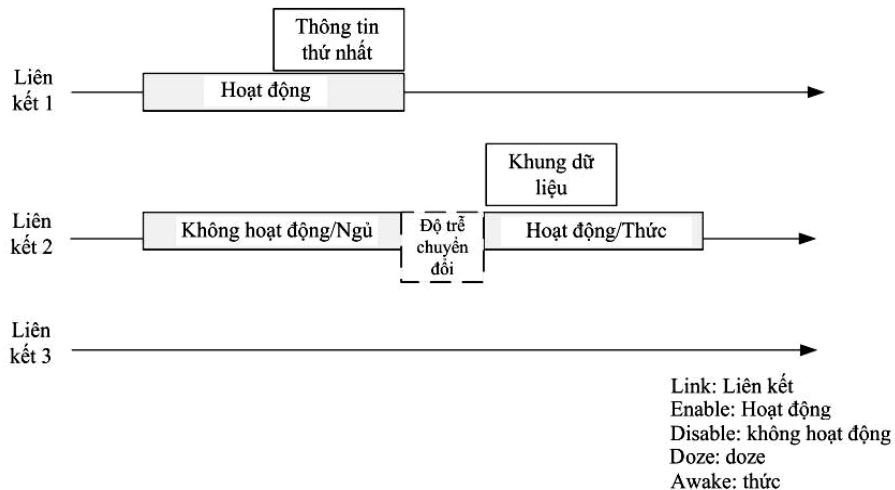 Thông tin
thứ nhất
Liên
kết 1
Hoạt động
Khung dữ
liệu
Liên
kết 2
Không hoạt động/Ngủ
Độ trễ
chuyển
đổi
Hoạt động/Thức
Liên
kết 3
Link: Liên kết
Enable: Hoạt động
Disable: không hoạt động
Doze: doze
Awake: thức